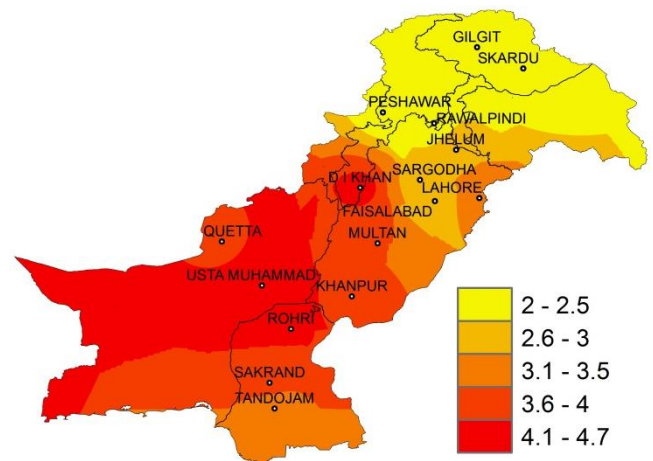 GILGIT
SKARDU
PESHAWAR
RAWALPINDI
JHELUM
D I KHAN
SARGODHA
LAHORE
FAISALABAD
QUETTA
MULTAN
USTA MUHAMMAD
KHANPUR
ROHRI
SAKRAND
TANDOJAM
2 - 2.5
2.6 - 3
3.1 - 3.5
3.6 - 4
4.1 - 4.7